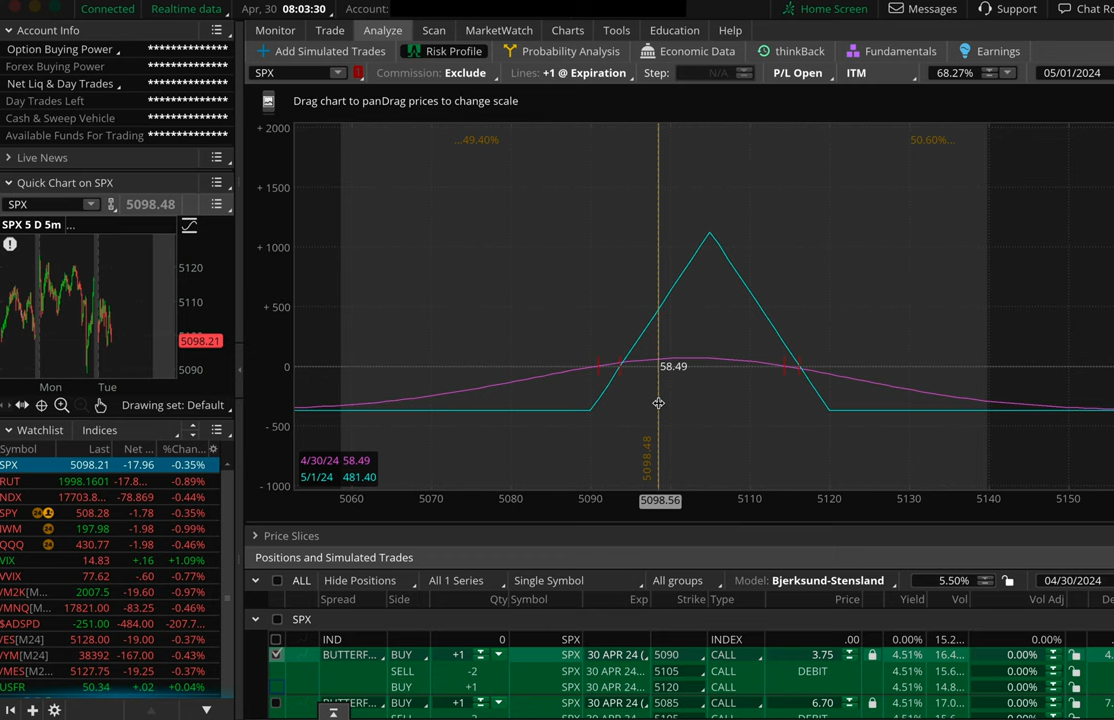 Connected Realtime data Apr, 30 08:03:30 Account: Home Screen Messages Support Chat Ro
Account Info
Option Buying Power ******************
Forex Buying Power ******************
Net Liq & Day Trades ******************
Day Trades Left ******************
Cash & Sweep Vehicle ******************
Available Funds For Trading ******************
Live News
Quick Chart on SPX
SPX 5098.48
SPX 5 D 5m ...
5120
5110
5098.21
5090
Mon Tue
Drawing set: Default
Watchlist Indices
Symbol Last Net ... %Chan...
SPX 5098.21 -17.96 -0.35%
RUT 1998.1601 -17.8... -0.89%
NDX 17703.8... -78.869 -0.44%
SPY 24 508.28 -1.78 -0.35%
IWM 24 197.98 -1.98 -0.99%
QQQ 24 430.77 -1.98 -0.46%
VIX 14.83 +.16 +1.09%
VVIX 77.62 -.60 -0.77%
/M2K[M... 2007.5 -19.60 -0.97%
/MNQ[M... 17821.00 -83.25 -0.46%
$ADSPD -251.00 -484.00 -207.7...
/ES[M24] 5128.00 -19.00 -0.37%
/YM[M24] 38392 -167.00 -0.43%
/MES[M24] 5127.75 -19.25 -0.37%
USFR 50.34 +.02 +0.04%
Monitor Trade Analyze Scan MarketWatch Charts Tools Education Help
Add Simulated Trades Risk Profile Probability Analysis Economic Data thinkBack Fundamentals Earnings
SPX Commission: Exclude Lines: +1 @ Expiration Step: N/A P/L Open ITM 68.27% 05/01/2024
Drag chart to panDrag prices to change scale
+ 2000
...49.40% 50.60%...
+ 1500
+ 1000
+ 500
0
58.49
- 500
5098.48
4/30/24 58.49
5/1/24 481.40
- 1000
5060 5070 5080 5090 5098.56 5110 5120 5130 5140 5150
Price Slices
Positions and Simulated Trades
ALL Hide Positions All 1 Series Single Symbol All groups Model: Bjerksund-Stensland 5.50% 04/30/2024
Spread Side Qty Symbol Exp Strike Type Price Yield Vol Vol Adj De
SPX
IND 0 SPX INDEX .00 0.00% 15.2... 0.00%
BUTTERF... BUY +1 SPX 30 APR 24 (... 5090 CALL 3.75 4.51% 16.4... 0.00% 4.
SELL -2 SPX 30 APR 24... 5105 CALL DEBIT 4.51% 15.6... 0.00%
BUY +1 SPX 30 APR 24... 5120 CALL 4.51% 14.8... 0.00%
BUTTERF... BUY +1 SPX 30 APR 24 (... 5085 CALL 6.70 4.51% 17.0... 0.00%